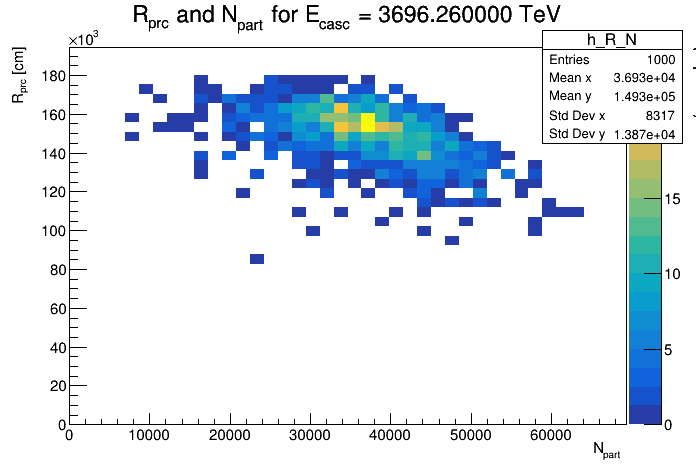 R_prc and N_part for E_casc = 3696.260000 TeV
×10³
R_prc [cm]
h_R_N
Entries 1000
Mean x 3.693e+04
Mean y 1.493e+05
Std Dev x 8317
Std Dev y 1.387e+04
180
160
140
120
100
80
60
40
20
0
15
10
5
0
0 10000 20000 30000 40000 50000 60000
N_part